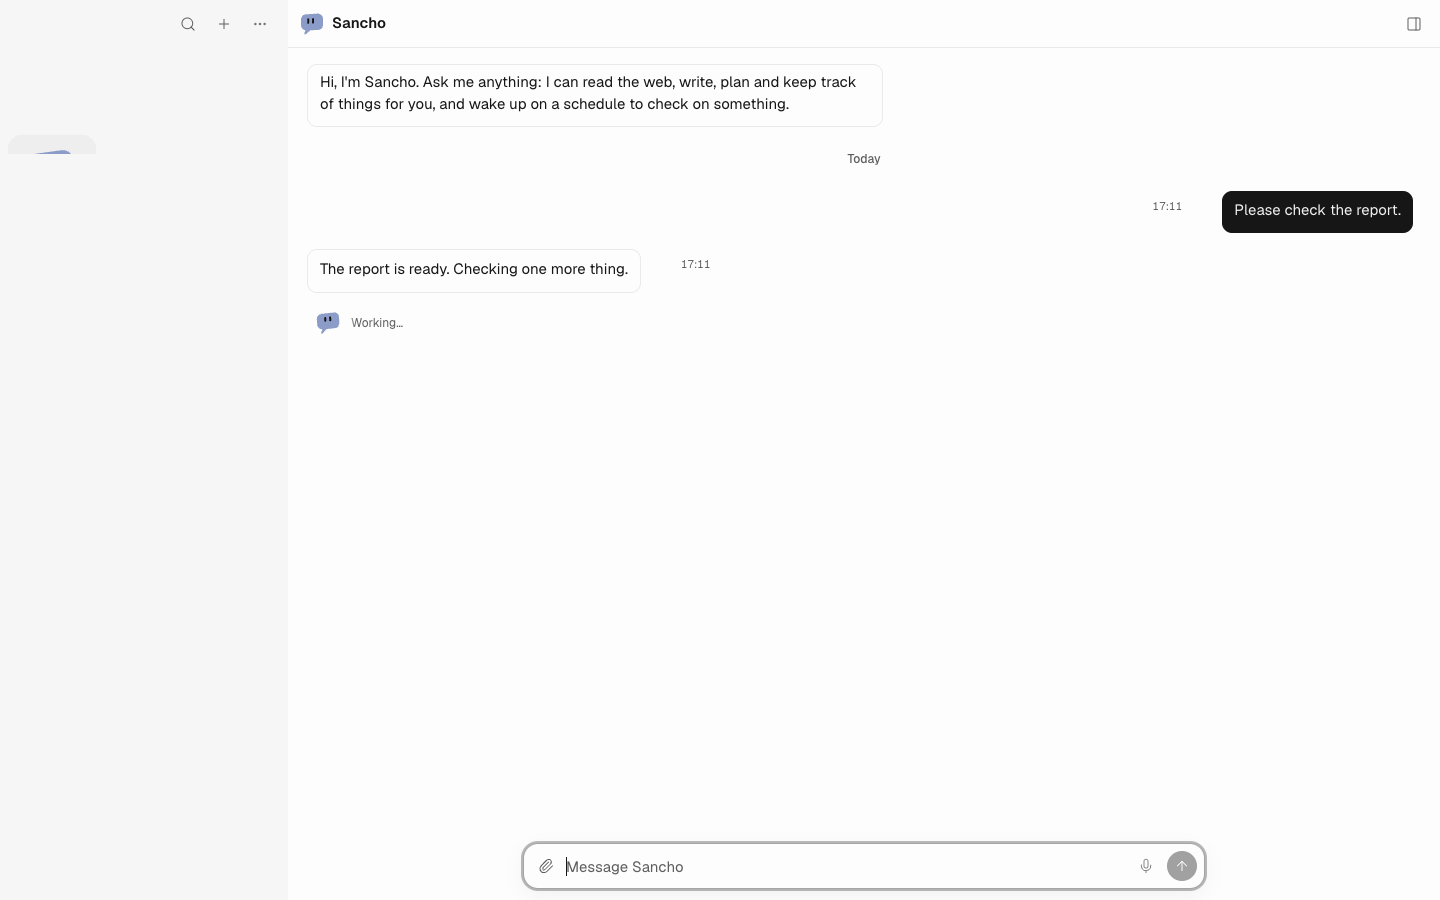 Sancho
Hi, I'm Sancho. Ask me anything: I can read the web, write, plan and keep track
of things for you, and wake up on a schedule to check on something.
Today
17:11
Please check the report.
The report is ready. Checking one more thing.
17:11
Working…
Message Sancho